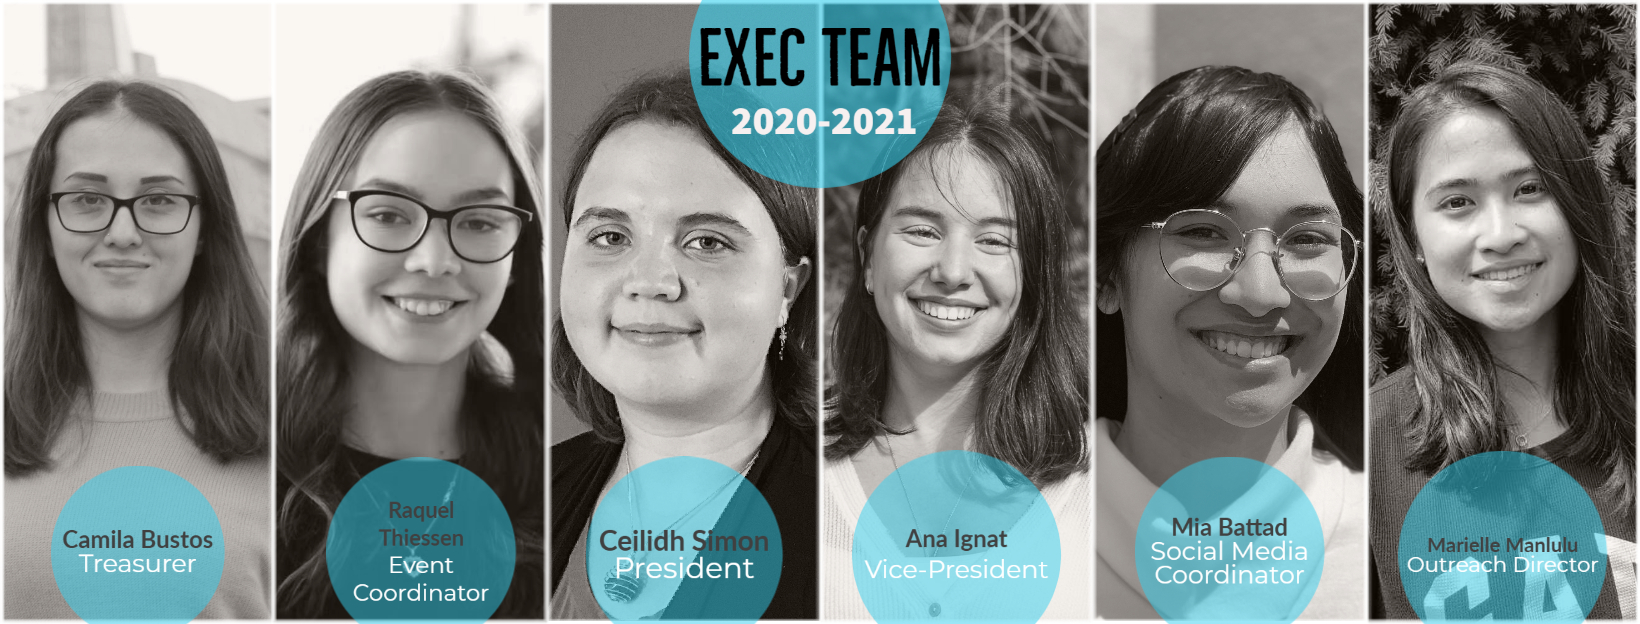 EXEC TEAM
2020-2021
Camila Bustos
Treasurer
Raquel
Thiessen
Event
Coordinator
Ceilidh Simon
President
Ana Ignat
Vice-President
Mia Battad
Social Media
Coordinator
Marielle Manlulu
Outreach Director